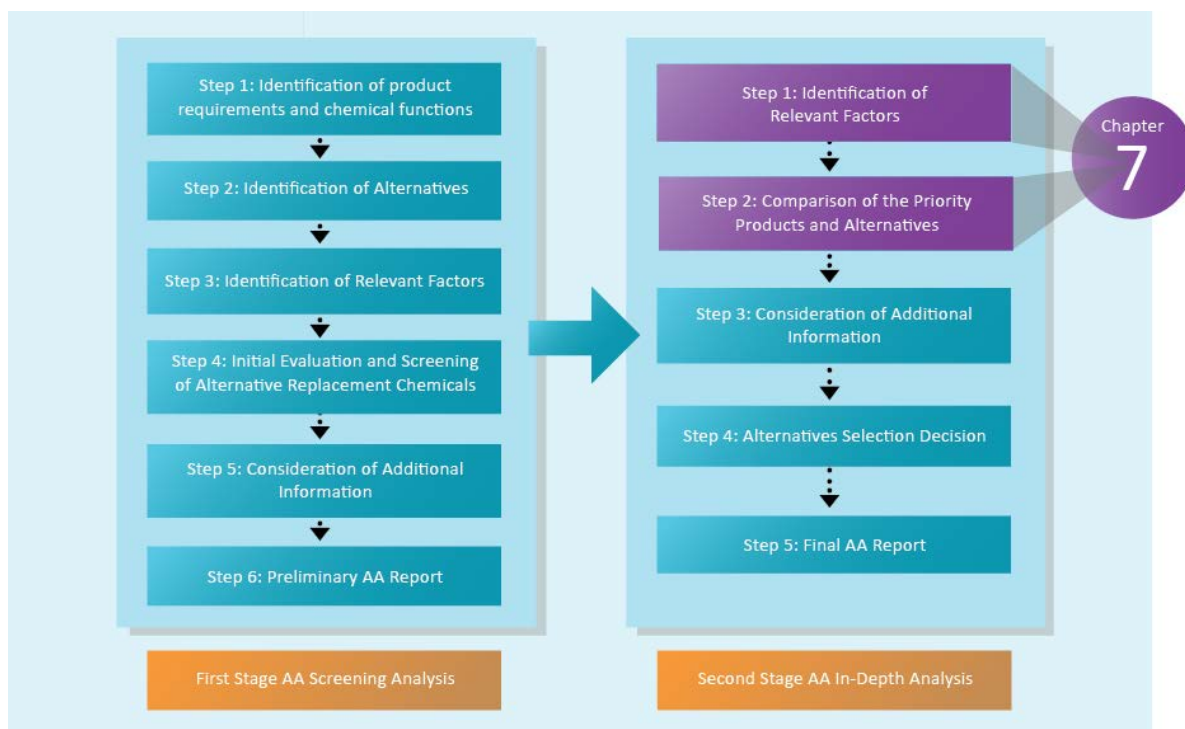 Step 1: Identification of product
requirements and chemical functions
Step 2: Identification of Alternatives
Step 3: Identification of Relevant Factors
Step 4: Initial Evaluation and Screening
of Alternative Replacement Chemicals
Step 5: Consideration of Additional
Information
Step 6: Preliminary AA Report
First Stage AA Screening Analysis
Step 1: Identification of
Relevant Factors
Step 2: Comparison of the Priority
Products and Alternatives
Step 3: Consideration of Additional
Information
Step 4: Alternatives Selection Decision
Step 5: Final AA Report
Second Stage AA In-Depth Analysis
Chapter
7